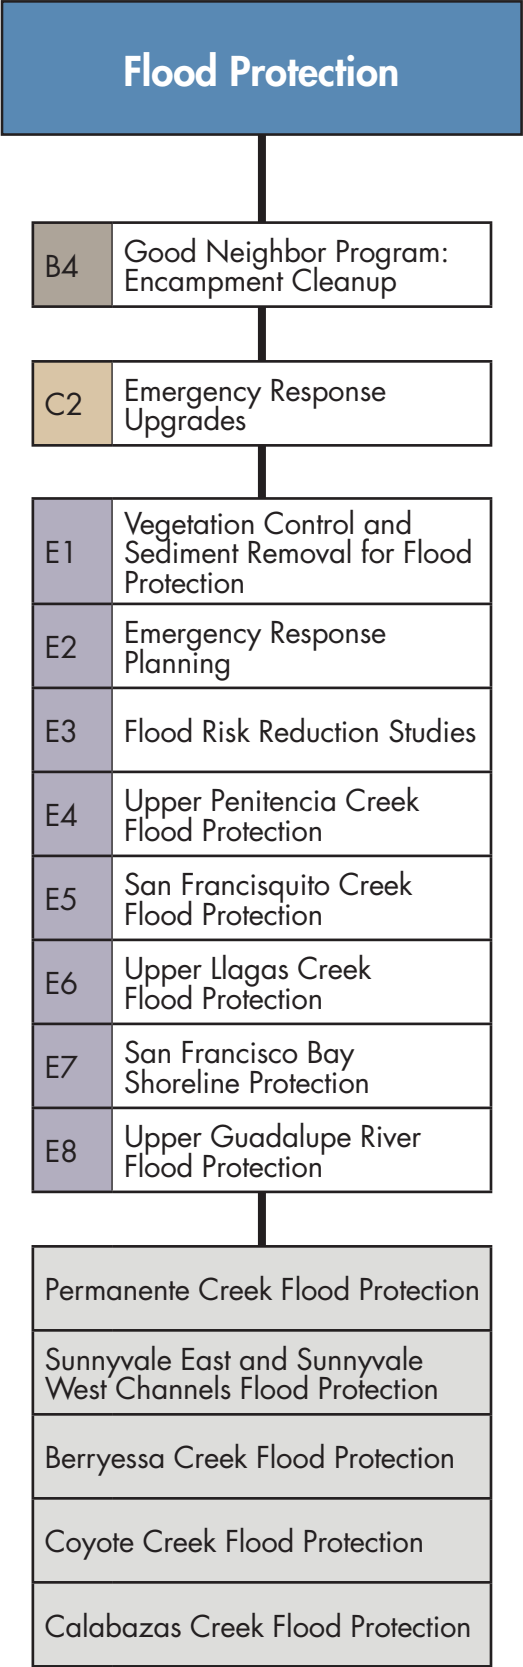 Flood Protection
B4
Good Neighbor Program:
Encampment Cleanup
C2
Emergency Response
Upgrades
E1
Vegetation Control and
Sediment Removal for Flood
Protection
E2
Emergency Response
Planning
E3
Flood Risk Reduction Studies
E4
Upper Penitencia Creek
Flood Protection
E5
San Francisquito Creek
Flood Protection
E6
Upper Llagas Creek
Flood Protection
E7
San Francisco Bay
Shoreline Protection
E8
Upper Guadalupe River
Flood Protection
Permanente Creek Flood Protection
Sunnyvale East and Sunnyvale
West Channels Flood Protection
Berryessa Creek Flood Protection
Coyote Creek Flood Protection
Calabazas Creek Flood Protection